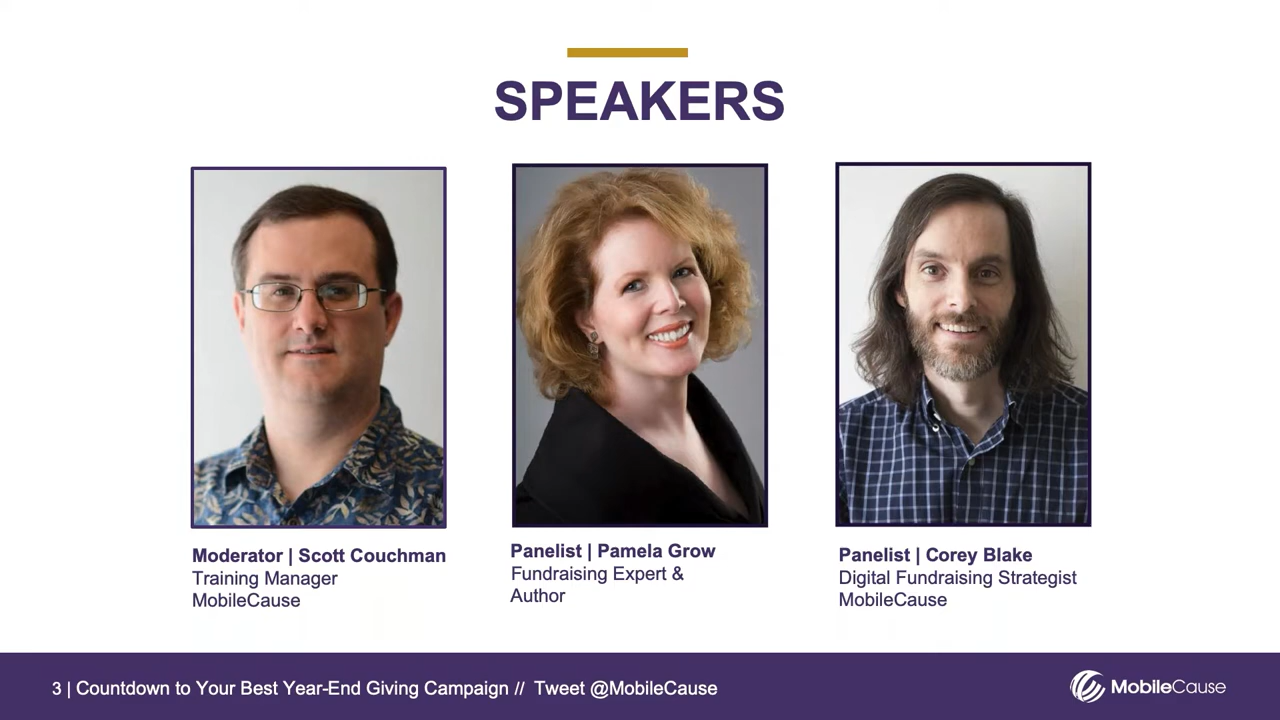 SPEAKERS
Moderator | Scott Couchman
Training Manager
MobileCause
Panelist | Pamela Grow
Fundraising Expert &
Author
Panelist | Corey Blake
Digital Fundraising Strategist
MobileCause
3 | Countdown to Your Best Year-End Giving Campaign // Tweet @MobileCause
MobileCause